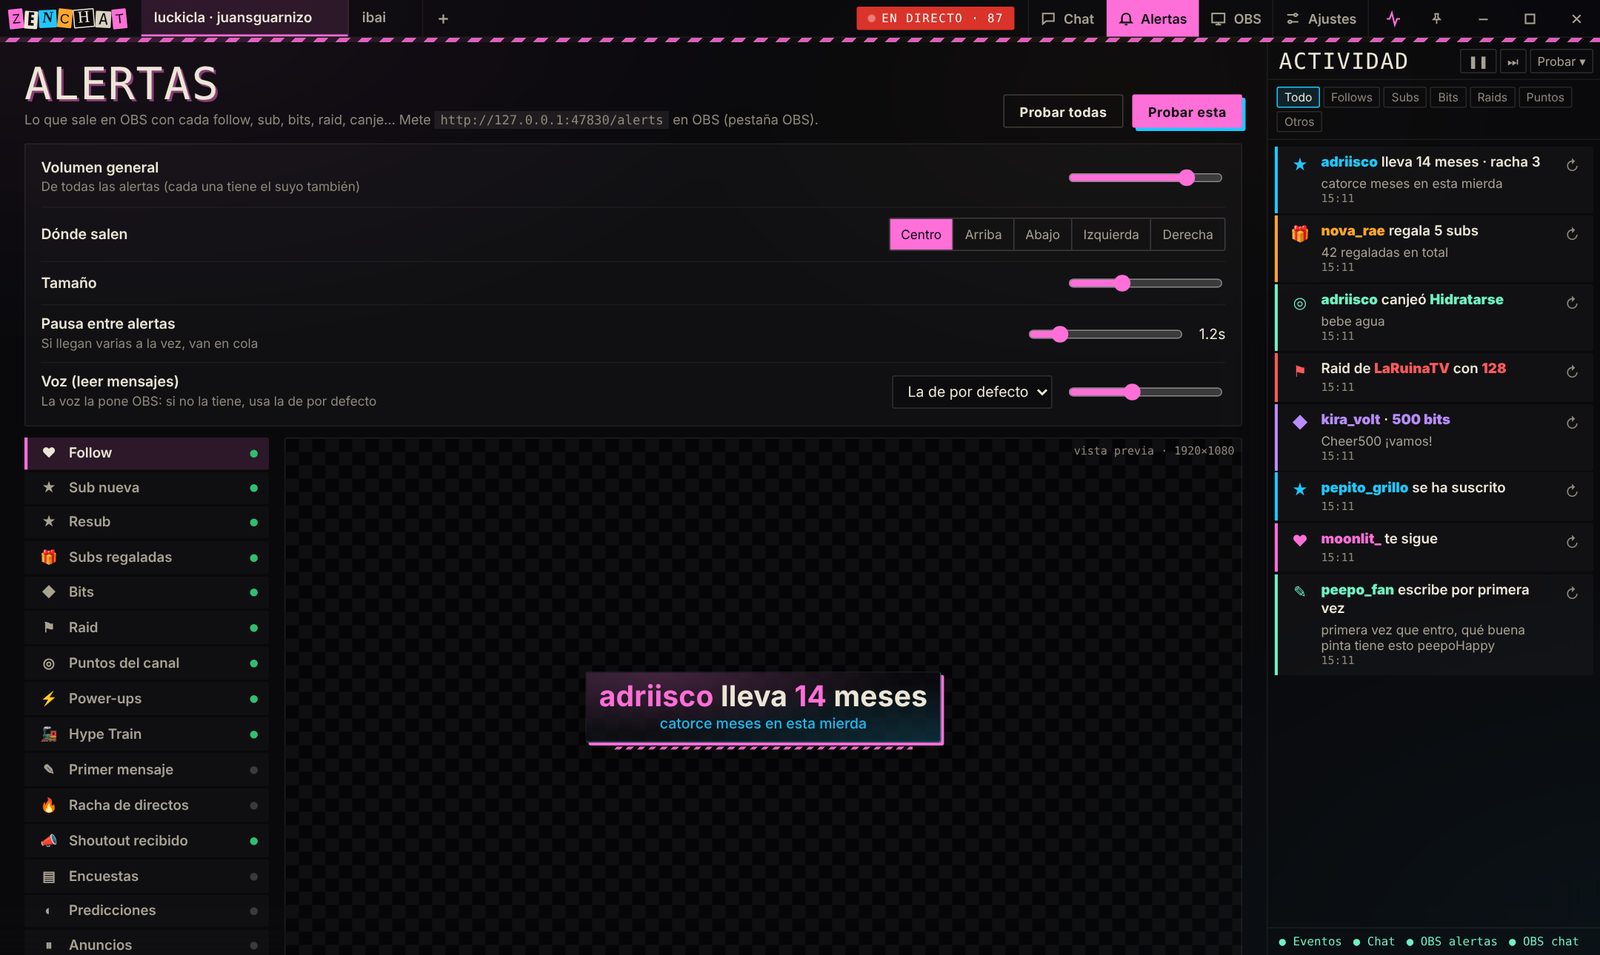 ZENCHAT
luckicla · juansguarnizo
ibai
+
EN DIRECTO · 87
Chat
Alertas
OBS
Ajustes
ALERTAS
Lo que sale en OBS con cada follow, sub, bits, raid, canje... Mete http://127.0.0.1:47830/alerts en OBS (pestaña OBS).
Probar todas
Probar esta
Volumen general
De todas las alertas (cada una tiene el suyo también)
Dónde salen
Centro
Arriba
Abajo
Izquierda
Derecha
Tamaño
Pausa entre alertas
Si llegan varias a la vez, van en cola
1.2s
Voz (leer mensajes)
La voz la pone OBS: si no la tiene, usa la de por defecto
La de por defecto
Follow
Sub nueva
Resub
Subs regaladas
Bits
Raid
Puntos del canal
Power-ups
Hype Train
Primer mensaje
Racha de directos
Shoutout recibido
Encuestas
Predicciones
Anuncios
vista previa · 1920×1080
adriisco lleva 14 meses
catorce meses en esta mierda
ACTIVIDAD
Probar ▾
Todo
Follows
Subs
Bits
Raids
Puntos
Otros
adriisco lleva 14 meses · racha 3
catorce meses en esta mierda
15:11
nova_rae regala 5 subs
42 regaladas en total
15:11
adriisco canjeó Hidratarse
bebe agua
15:11
Raid de LaRuinaTV con 128
15:11
kira_volt · 500 bits
Cheer500 ¡vamos!
15:11
pepito_grillo se ha suscrito
15:11
moonlit_ te sigue
15:11
peepo_fan escribe por primera
vez
primera vez que entro, qué buena
pinta tiene esto peepoHappy
15:11
Eventos
Chat
OBS alertas
OBS chat